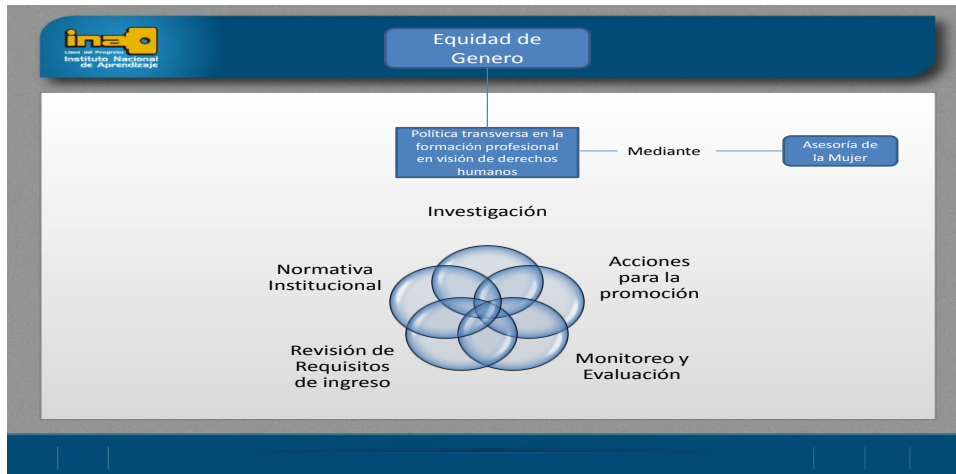 ina
Llave del Progreso
Instituto Nacional
de Aprendizaje
Equidad de
Genero
Política transversa en la
formación profesional
en visión de derechos
humanos
Mediante
Asesoría de
la Mujer
Investigación
Normativa
Institucional
Acciones
para la
promoción
Revisión de
Requisitos
de ingreso
Monitoreo y
Evaluación